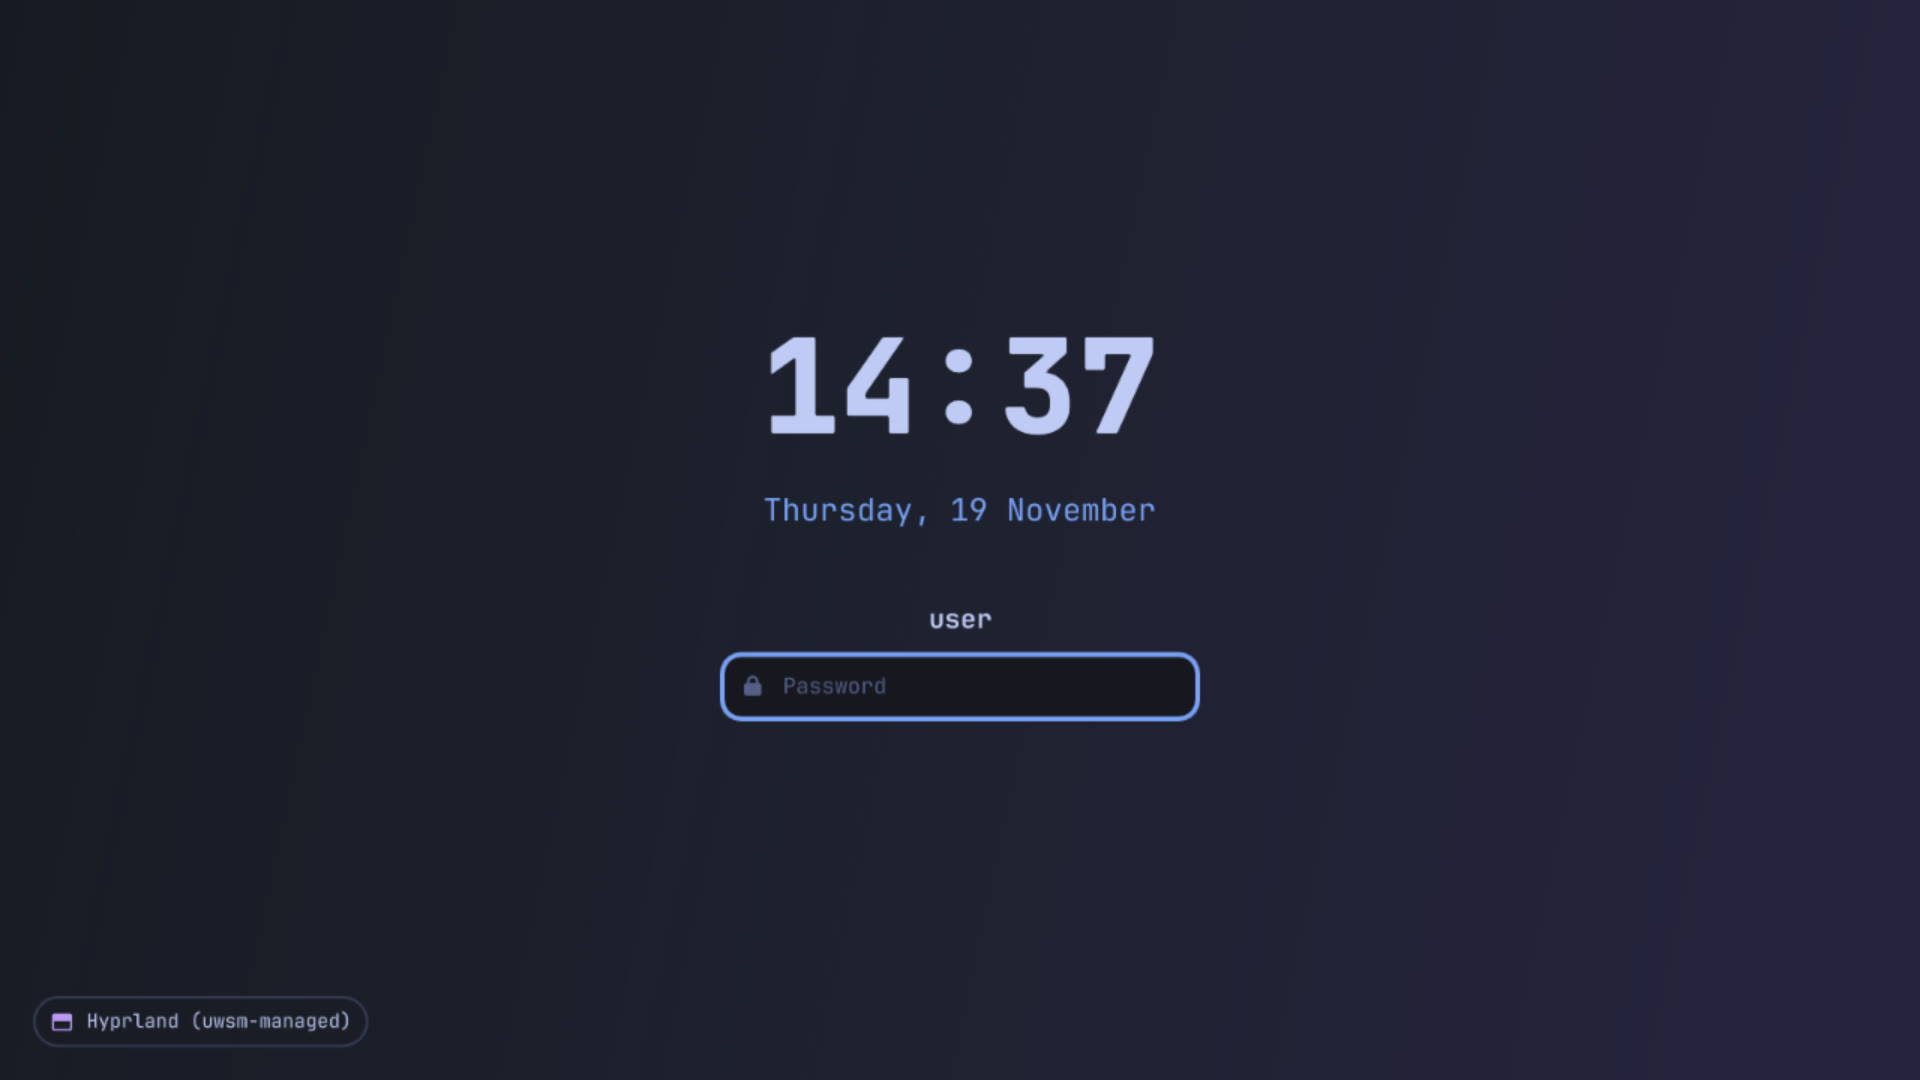 14:37
Thursday, 19 November
user
Password
Hyprland (uwsm-managed)